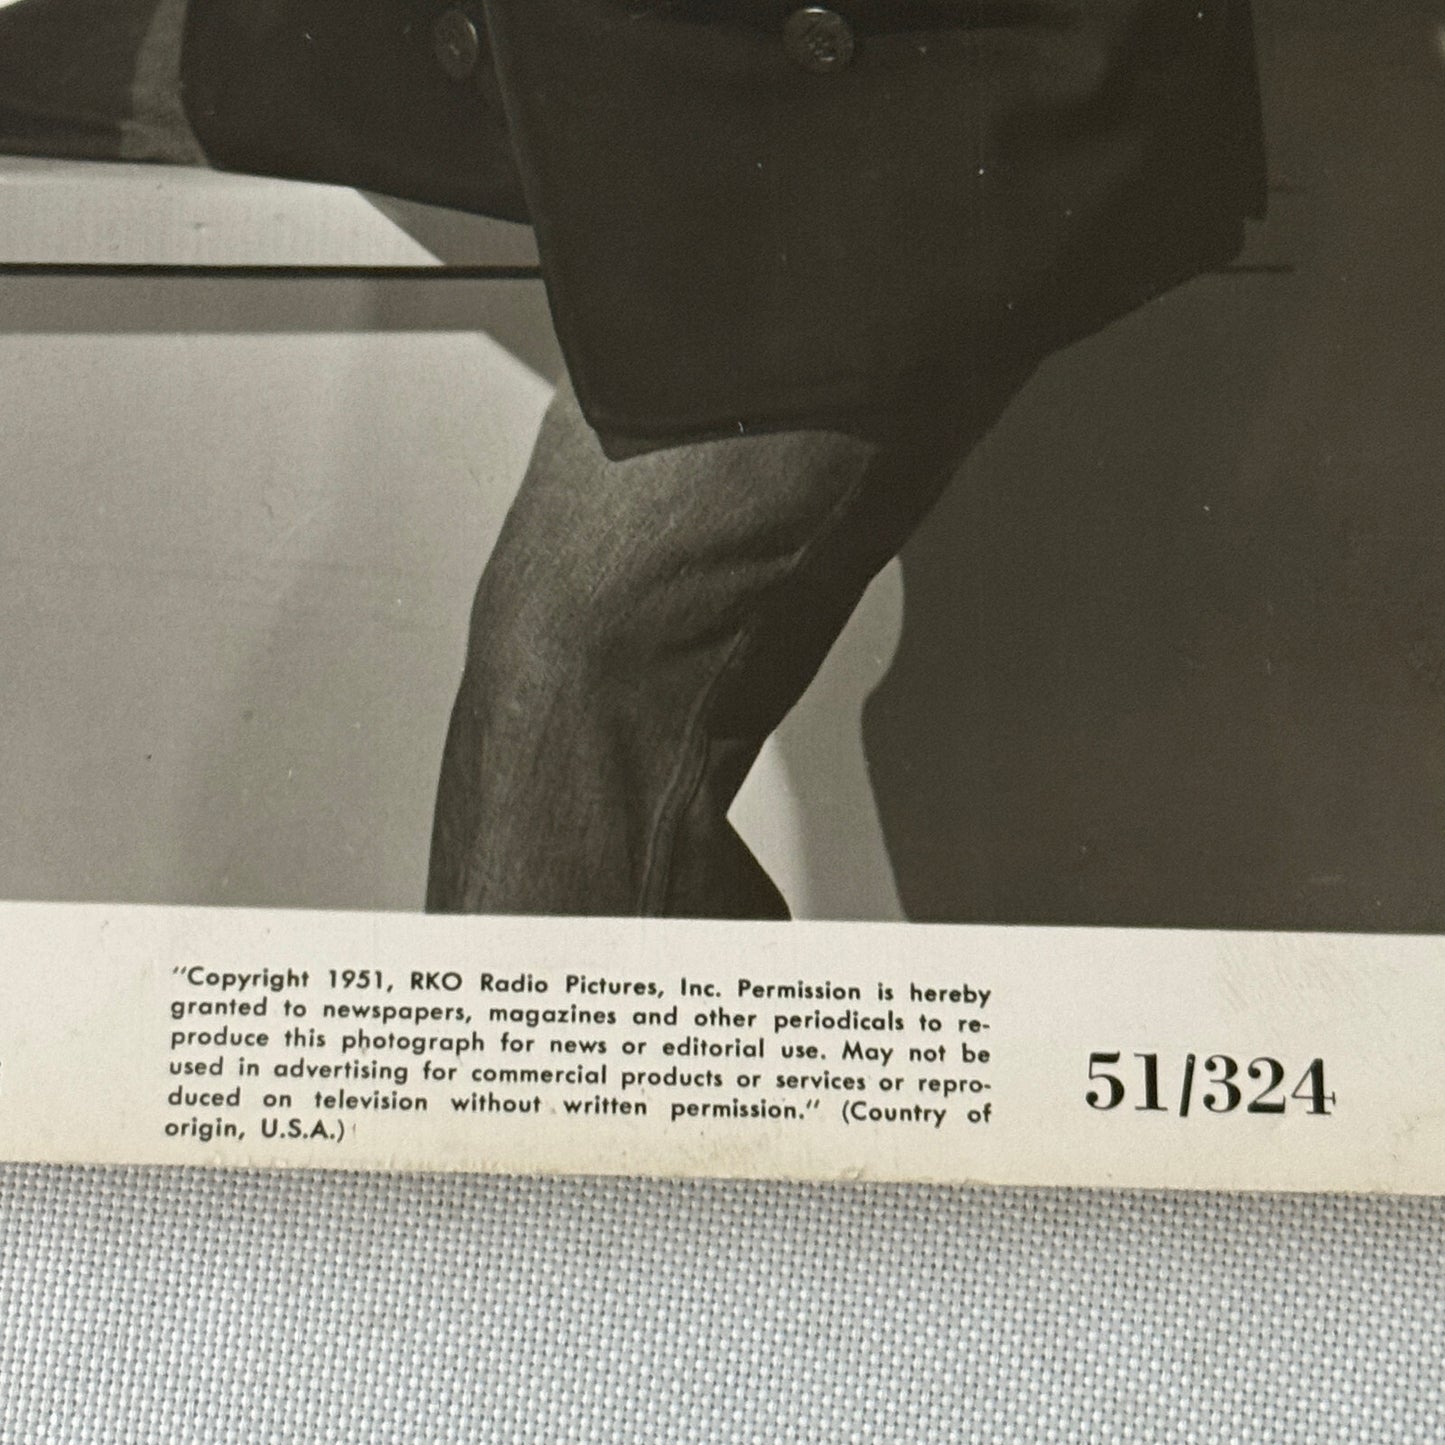 "Copyright 1951, RKO Radio Pictures, Inc. Permission is hereby
granted to newspapers, magazines and other periodicals to re-
produce this photograph for news or editorial use. May not be
used in advertising for commercial products or services or repro-
duced on television without written permission." (Country of
origin, U.S.A.)
51/324